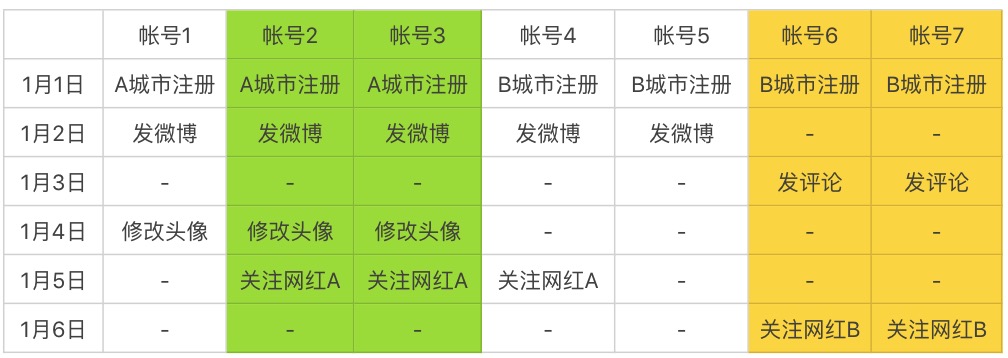 帐号1 帐号2 帐号3 帐号4 帐号5 帐号6 帐号7
1月1日 A城市注册 A城市注册 A城市注册 B城市注册 B城市注册 B城市注册 B城市注册
1月2日 发微博 发微博 发微博 发微博 发微博 - -
1月3日 - - - - - 发评论 发评论
1月4日 修改头像 修改头像 修改头像 - - - -
1月5日 - 关注网红A 关注网红A 关注网红A - - -
1月6日 - - - - - 关注网红B 关注网红B